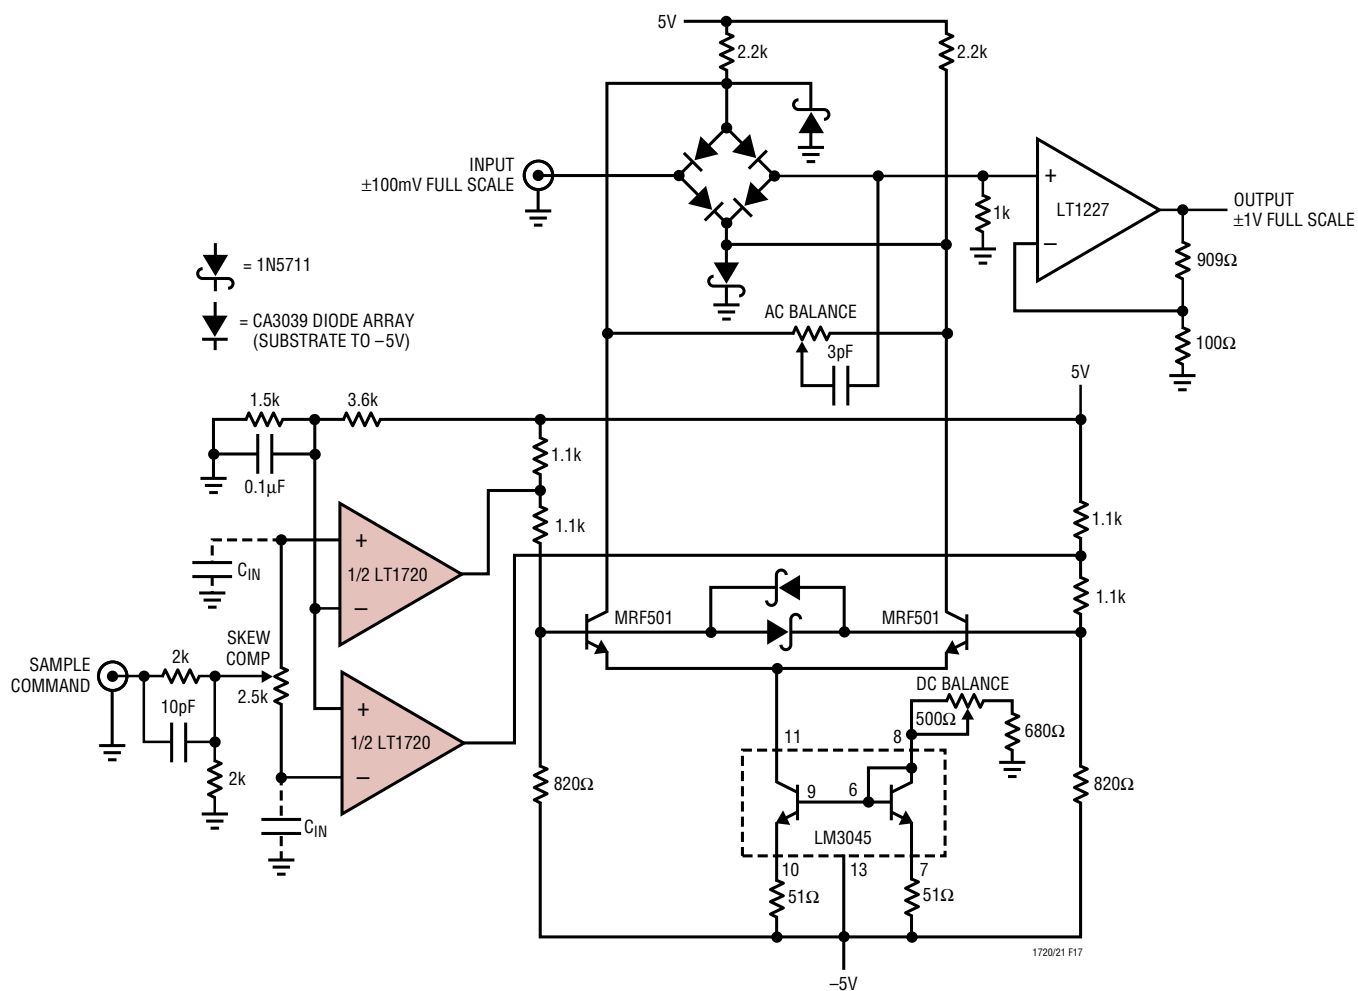 5V
2.2k
2.2k
INPUT
±100mV FULL SCALE
+
LT1227
–
1k
OUTPUT
±1V FULL SCALE
909Ω
100Ω
= 1N5711
= CA3039 DIODE ARRAY
(SUBSTRATE TO –5V)
AC BALANCE
3pF
5V
1.5k
3.6k
0.1µF
1.1k
1.1k
1.1k
1.1k
+
1/2 LT1720
–
CIN
SKEW
COMP
2.5k
SAMPLE
COMMAND
2k
10pF
2k
+
1/2 LT1720
–
CIN
MRF501
MRF501
DC BALANCE
500Ω
680Ω
11
8
820Ω
9
6
LM3045
820Ω
10
13
7
51Ω
51Ω
1720/21 F17
–5V